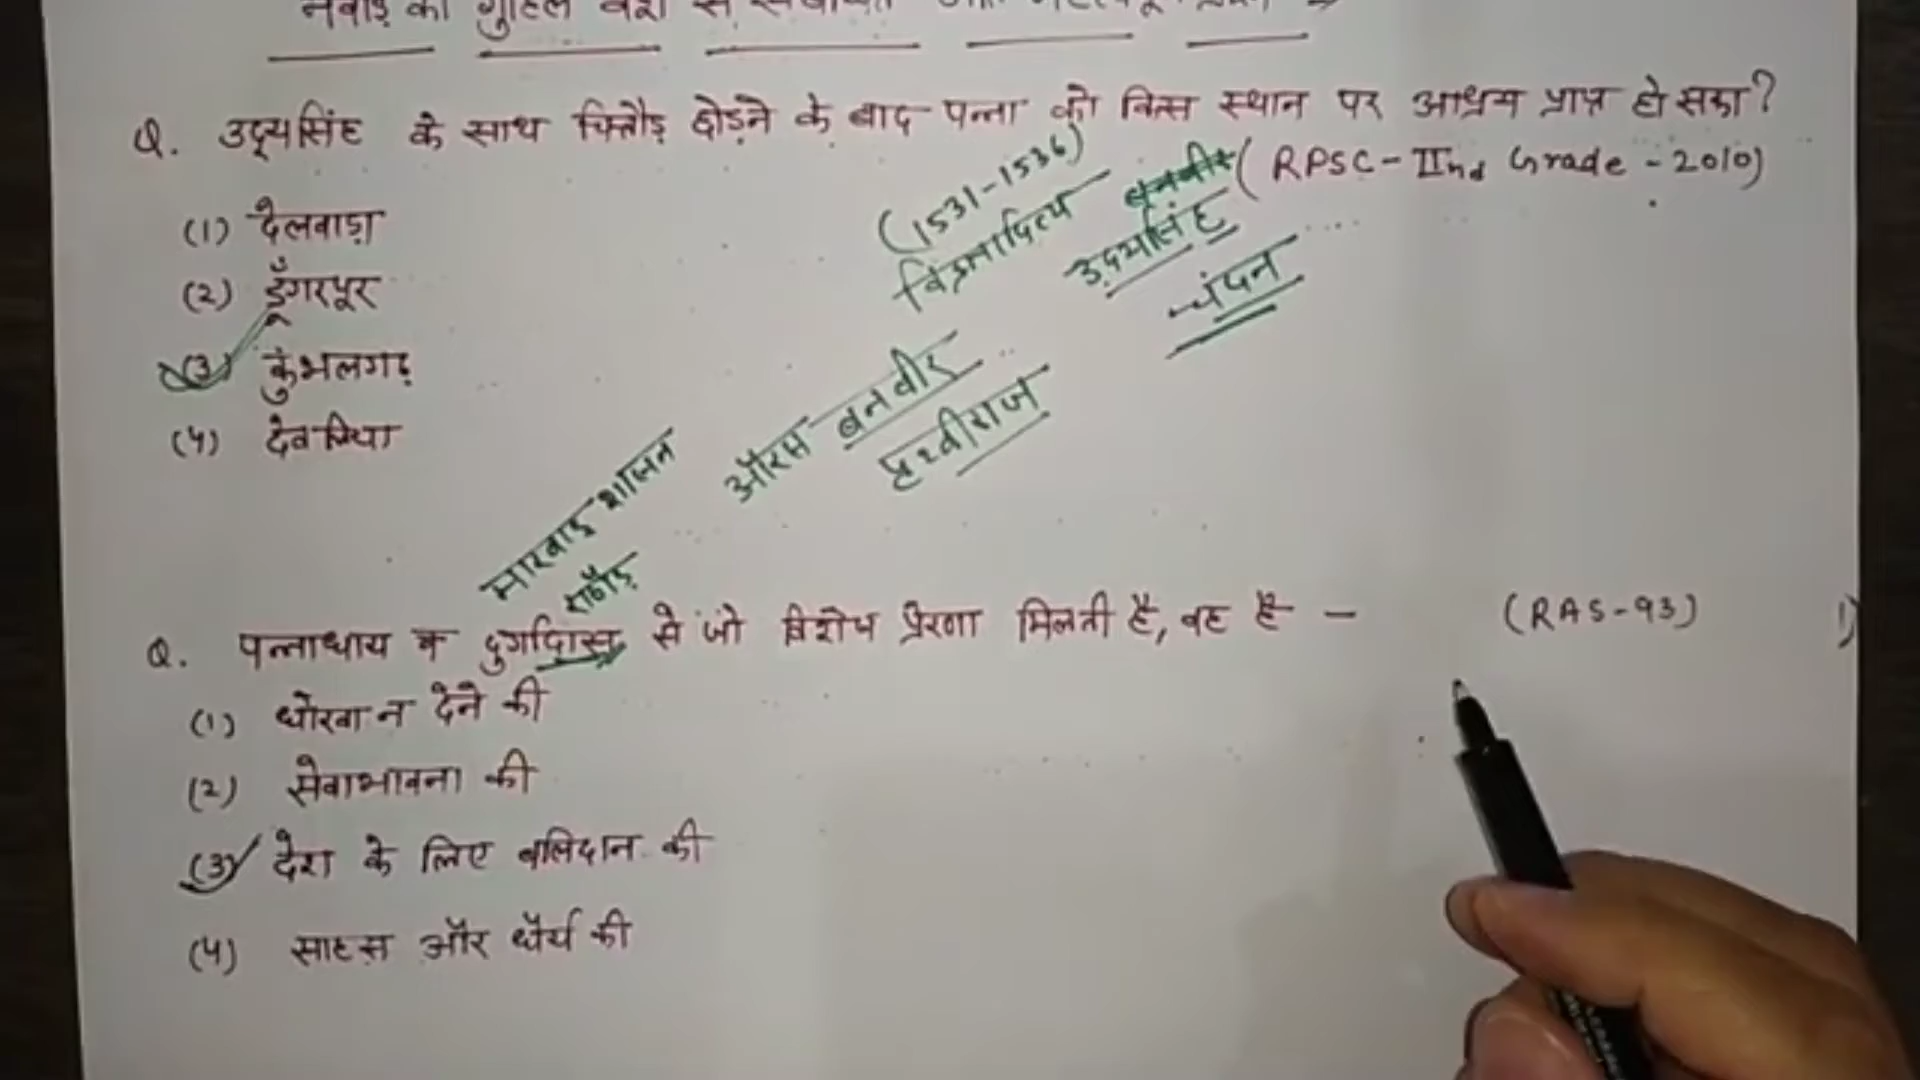 मेवाड़ का गुहिल वंश से संबंधित
Q. उदयसिंह के साथ चित्तौड़ छोड़ने के बाद पन्ना को किस स्थान पर आश्रय प्राप्त हो सका?
(RPSC - IInd Grade - 2010)
(1531-1536)
विक्रमादित्य
बनवीर
उदयसिंह
चंदन
(1) देलवाड़ा
(2) डूँगरपूर
(3) कुंभलगढ़
(4) देवलिया
औरस बनवीर
पृथ्वीराज
मारवाड़ शासन
राठौड़
Q. पन्नाधाय व दुर्गादास से जो विशेष प्रेरणा मिलती है, वह है - (RAS-93)
(1) धोखा न देने की
(2) सेवाभावना की
(3) देश के लिए बलिदान की
(4) साहस और धैर्य की